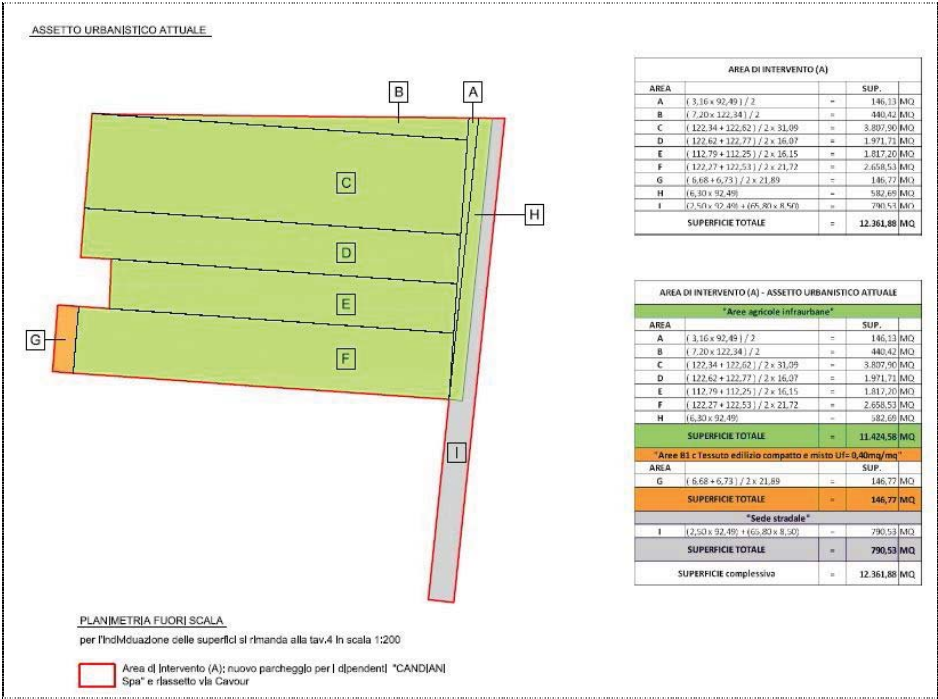 ASSETTO URBANISTICO ATTUALE
B
A
C
H
D
E
G
F
I
AREA DI INTERVENTO (A)
AREA SUP.
A ( 3,16 x 92,49 ) / 2 = 146,13 MQ
B ( 7,20 x 122,34 ) / 2 = 440,42 MQ
C ( 122,34 + 122,62 ) / 2 x 31,09 = 3.807,90 MQ
D ( 122,62 + 122,77 ) / 2 x 16,07 = 1.971,71 MQ
E ( 112,79 + 112,25 ) / 2 x 16,15 = 1.817,20 MQ
F ( 122,27 + 122,53 ) / 2 x 21,72 = 2.658,53 MQ
G ( 6,68 + 6,73 ) / 2 x 21,89 = 146,77 MQ
H (6,30 x 92,49) = 582,69 MQ
I (2,50 x 92,49) + (65,80 x 8,50) = 790,53 MQ
SUPERFICIE TOTALE = 12.361,88 MQ
AREA DI INTERVENTO (A) - ASSETTO URBANISTICO ATTUALE
"Aree agricole infraurbane"
AREA SUP.
A ( 3,16 x 92,49 ) / 2 = 146,13 MQ
B ( 7,20 x 122,34 ) / 2 = 440,42 MQ
C ( 122,34 + 122,62 ) / 2 x 31,09 = 3.807,90 MQ
D ( 122,62 + 122,77 ) / 2 x 16,07 = 1.971,71 MQ
E ( 112,79 + 112,25 ) / 2 x 16,15 = 1.817,20 MQ
F ( 122,27 + 122,53 ) / 2 x 21,72 = 2.658,53 MQ
H (6,30 x 92,49) = 582,69 MQ
SUPERFICIE TOTALE = 11.424,58 MQ
"Aree B1 c Tessuto edilizio compatto e misto Uf= 0,40mq/mq"
AREA SUP.
G ( 6,68 + 6,73 ) / 2 x 21,89 = 146,77 MQ
SUPERFICIE TOTALE = 146,77 MQ
"Sede stradale"
I (2,50 x 92,49) + (65,80 x 8,50) = 790,53 MQ
SUPERFICIE TOTALE = 790,53 MQ
SUPERFICIE complessiva = 12.361,88 MQ
PLANIMETRIA FUORI SCALA
per l'individuazione delle superfici si rimanda alla tav.4 in scala 1:200
Area di intervento (A); nuovo parcheggio per i dipendenti "CANDIANI
Spa" e riassetto via Cavour